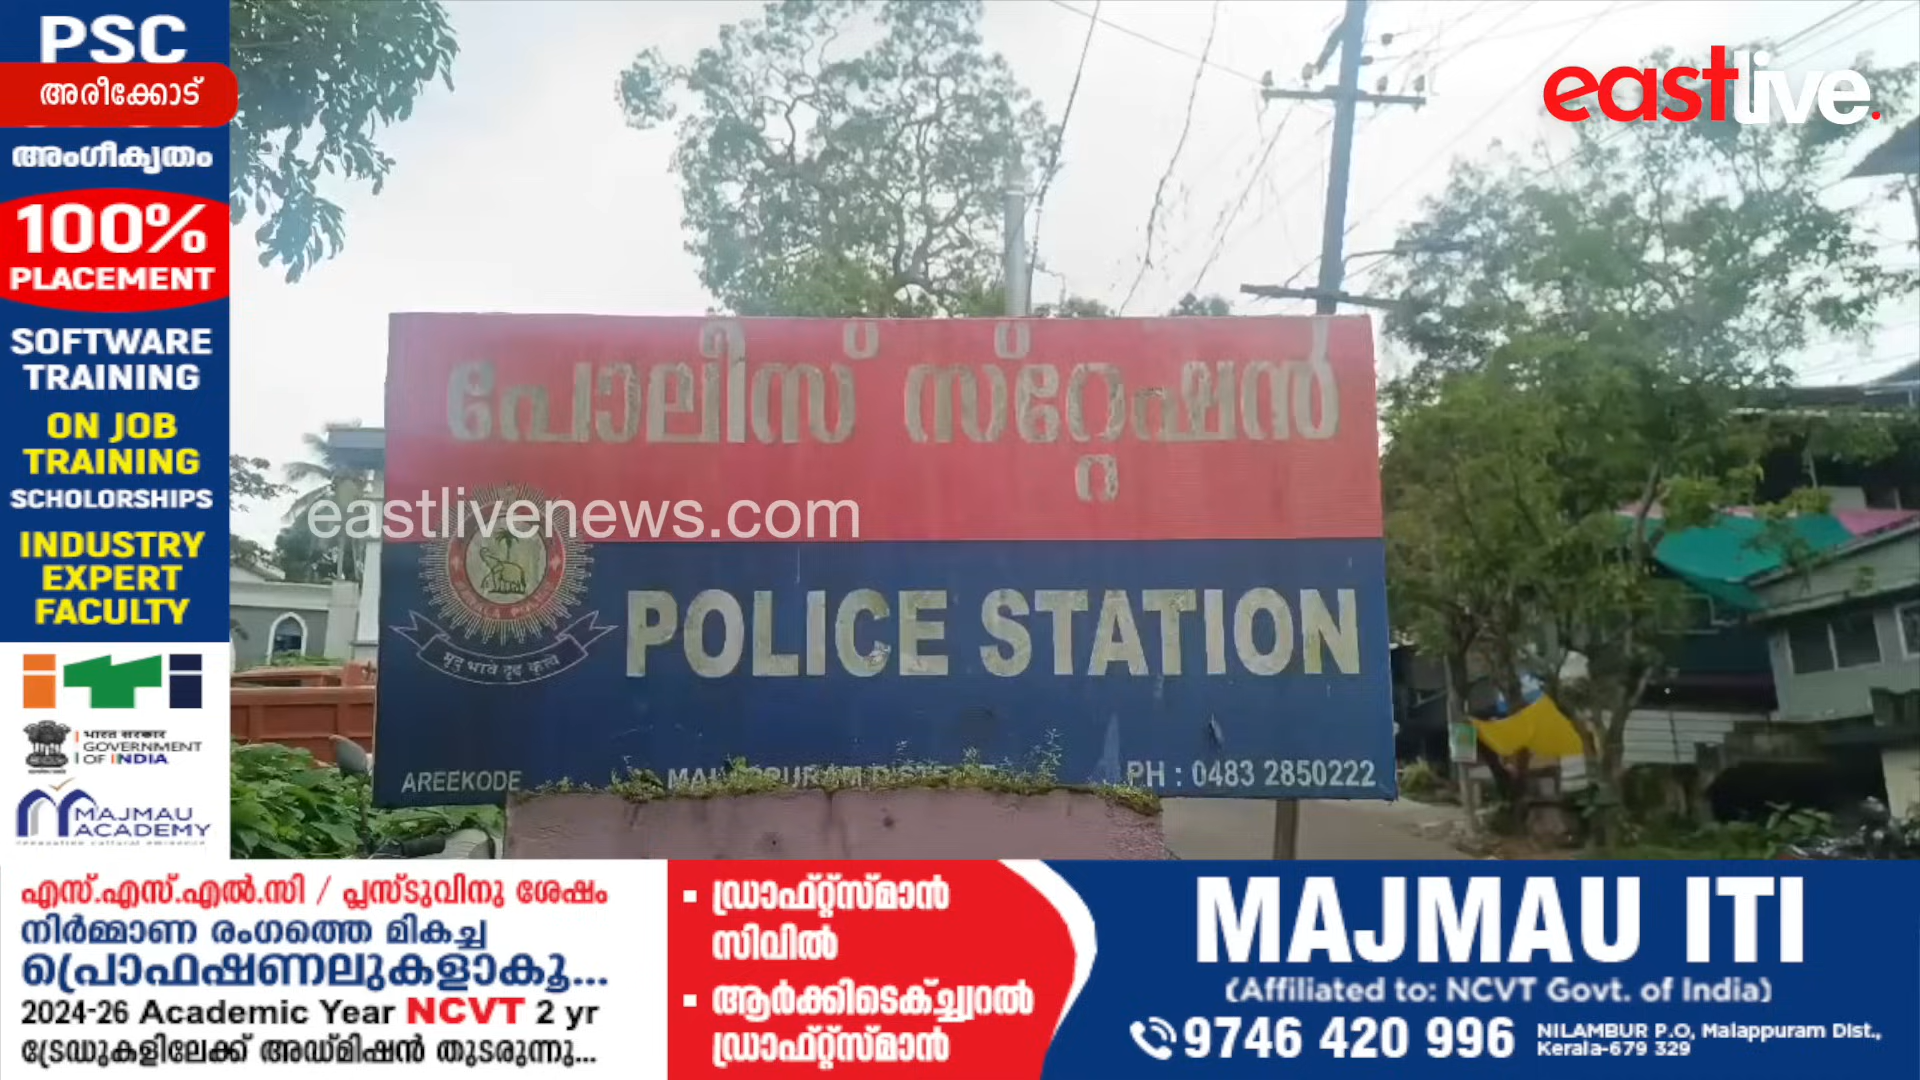 PSC
അരീക്കോട്
അംഗീകൃതം
100%
PLACEMENT
SOFTWARE
TRAINING
ON JOB
TRAINING
SCHOLORSHIPS
INDUSTRY
EXPERT
FACULTY
iTi
भारत सरकार
GOVERNMENT
OF INDIA
MAJMAU
ACADEMY
eastlive.
പോലീസ് സ്റ്റേഷൻ
eastlivenews.com
POLICE STATION
मृदु भावे दृढ कृत्ये
AREEKODE
PH : 0483 2850222
എസ്.എസ്.എൽ.സി / പ്ലസ്ടുവിനു ശേഷം
നിർമ്മാണ രംഗത്തെ മികച്ച
പ്രൊഫഷണലുകളാകൂ...
2024-26 Academic Year NCVT 2 yr
ട്രേഡുകളിലേക്ക് അഡ്മിഷൻ തുടരുന്നു...
▪ ഡ്രാഫ്റ്റ്സ്മാൻ
സിവിൽ
▪ ആർക്കിടെക്ച്ചറൽ
ഡ്രാഫ്റ്റ്സ്മാൻ
MAJMAU ITI
(Affiliated to: NCVT Govt. of India)
9746 420 996
NILAMBUR P.O, Malappuram Dist.,
Kerala-679 329